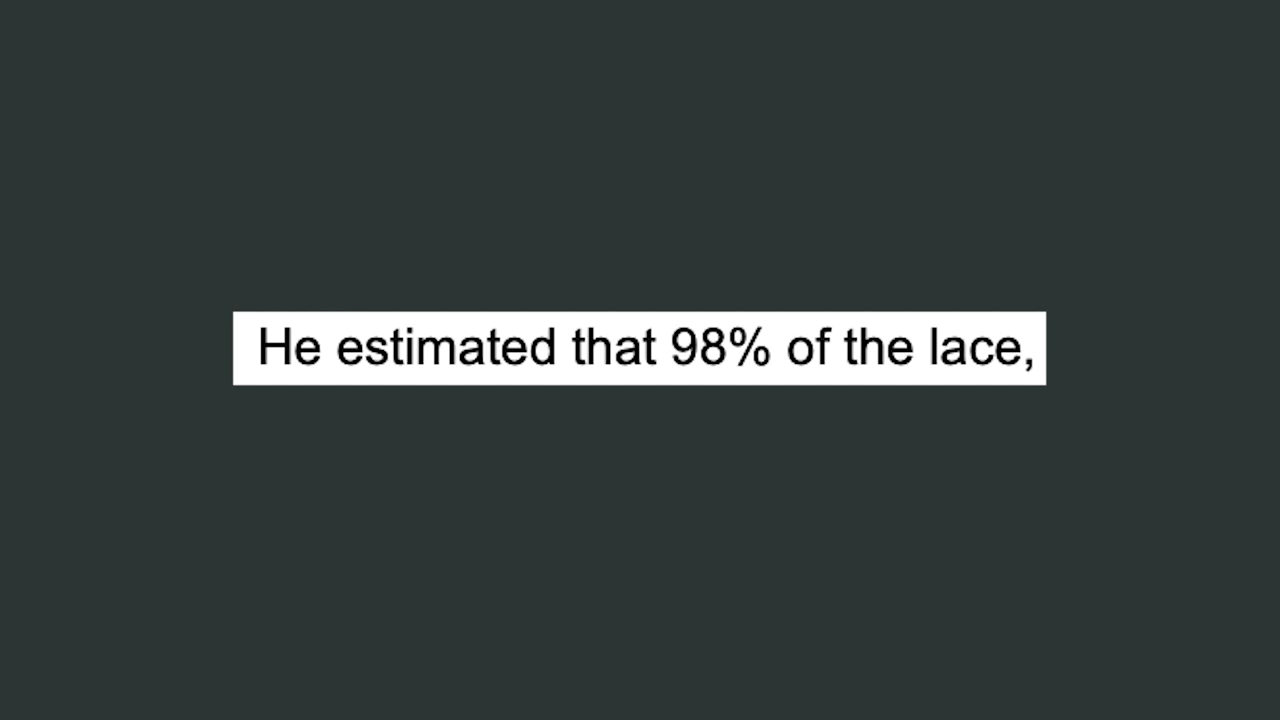 He estimated that 98% of the lace,